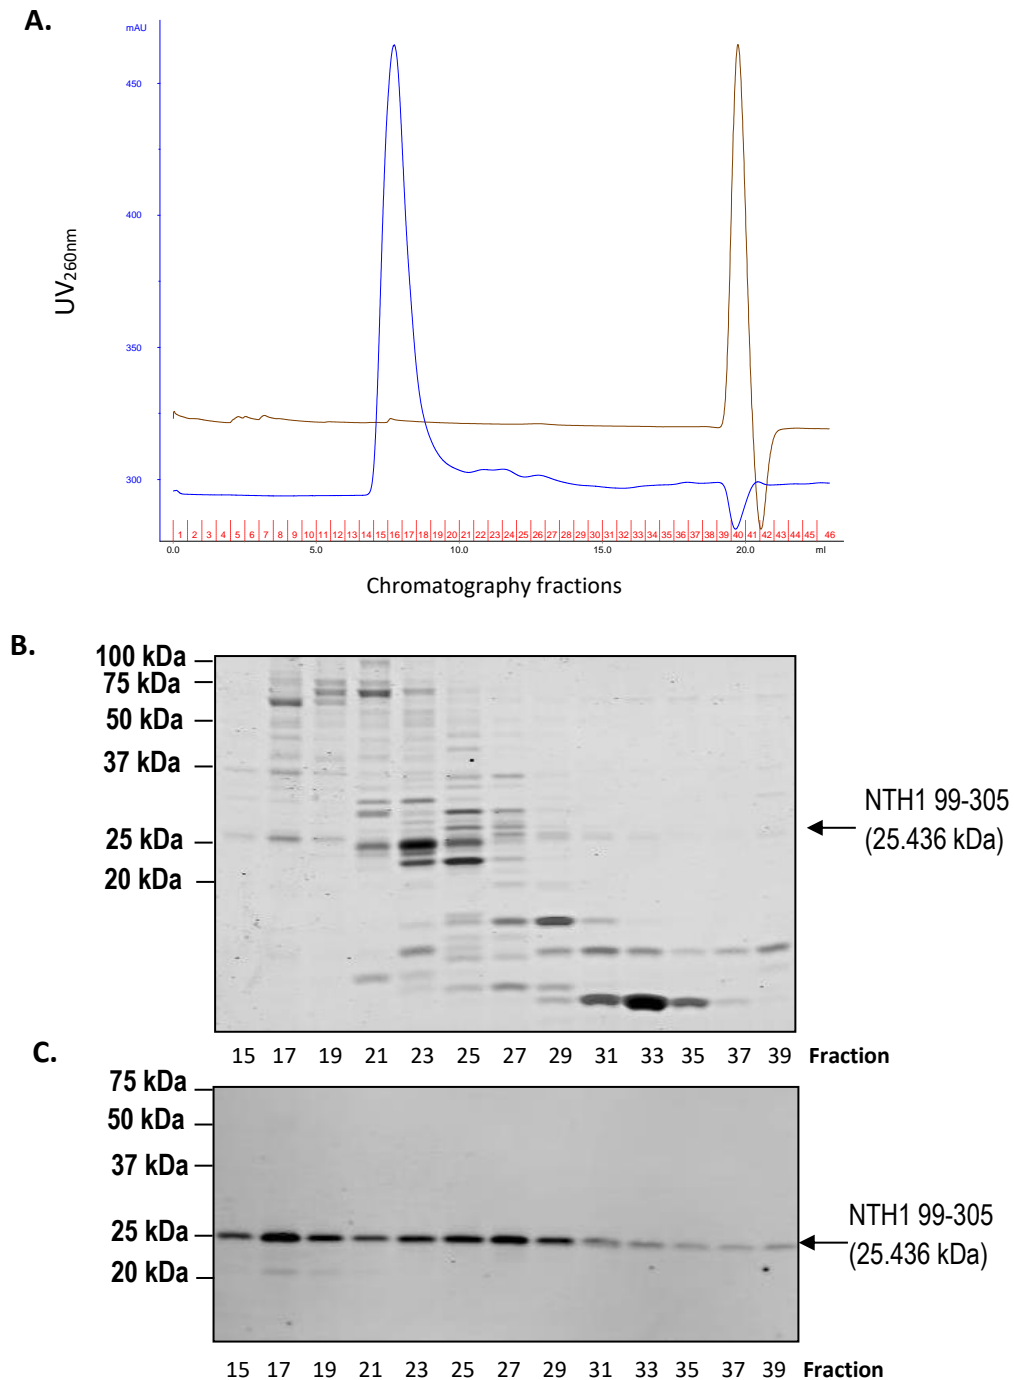 A.
mAU
450
400
350
300
UV260nm
1 2 3 4 5 6 7 8 9 10 11 12 13 14 15 16 17 18 19 20 21 22 23 24 25 26 27 28 29 30 31 32 33 34 35 36 37 38 39 40 41 42 43 44 45 46
0.0 5.0 10.0 15.0 20.0 ml
Chromatography fractions
B.
100 kDa
75 kDa
50 kDa
37 kDa
25 kDa
20 kDa
NTH1 99-305
(25.436 kDa)
15 17 19 21 23 25 27 29 31 33 35 37 39 Fraction
C.
75 kDa
50 kDa
37 kDa
25 kDa
20 kDa
NTH1 99-305
(25.436 kDa)
15 17 19 21 23 25 27 29 31 33 35 37 39 Fraction